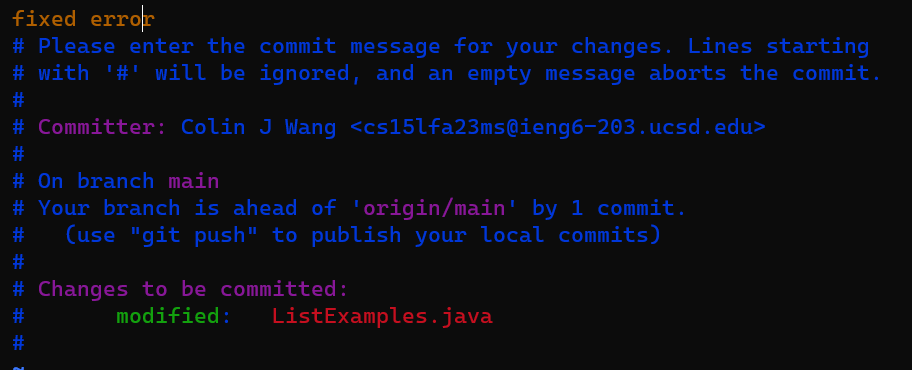 fixed error
# Please enter the commit message for your changes. Lines starting
# with '#' will be ignored, and an empty message aborts the commit.
#
# Committer: Colin J Wang <cs15lfa23ms@ieng6-203.ucsd.edu>
#
# On branch main
# Your branch is ahead of 'origin/main' by 1 commit.
#   (use "git push" to publish your local commits)
#
# Changes to be committed:
#       modified:   ListExamples.java
#
~